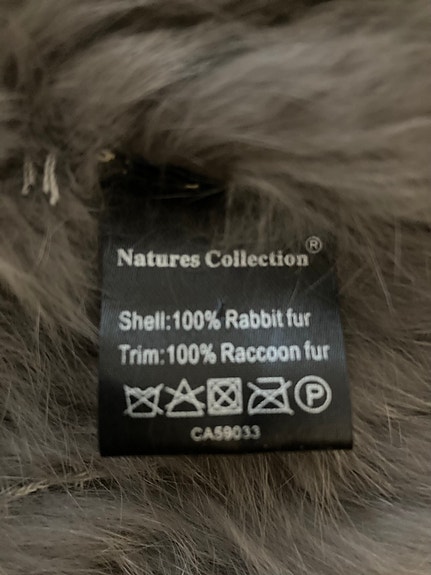 Natures Collection®
Shell:100% Rabbit fur
Trim:100% Raccoon fur
P
CA59033